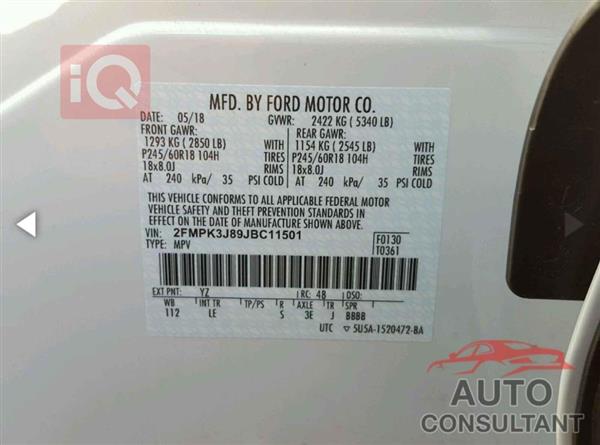 iQ
MFD. BY FORD MOTOR CO.
DATE: 05/18 GVWR: 2422 KG ( 5340 LB)
FRONT GAWR: REAR GAWR:
1293 KG ( 2850 LB) 1154 KG ( 2545 LB)
P245/60R18 104H TIRES P245/60R18 104H TIRES
18x8.0J RIMS 18x8.0J RIMS
AT 240 kPa/ 35 PSI COLD AT 240 kPa/ 35 PSI COLD
THIS VEHICLE CONFORMS TO ALL APPLICABLE FEDERAL MOTOR
VEHICLE SAFETY, BUMPER, AND THEFT PREVENTION STANDARDS
IN EFFECT ON THE DATE OF MANUFACTURE SHOWN ABOVE.
VIN: 2FMPK3J89JBC11501 F0130
TYPE: MPV T0361
EXT PNT: YZ RC: 48 DSO:
WB INT TR TP/PS R AXLE TR SPR
112 LE S 3E J BBBB
UTC 5U5A-1520472-BA
AUTO
CONSULTANT